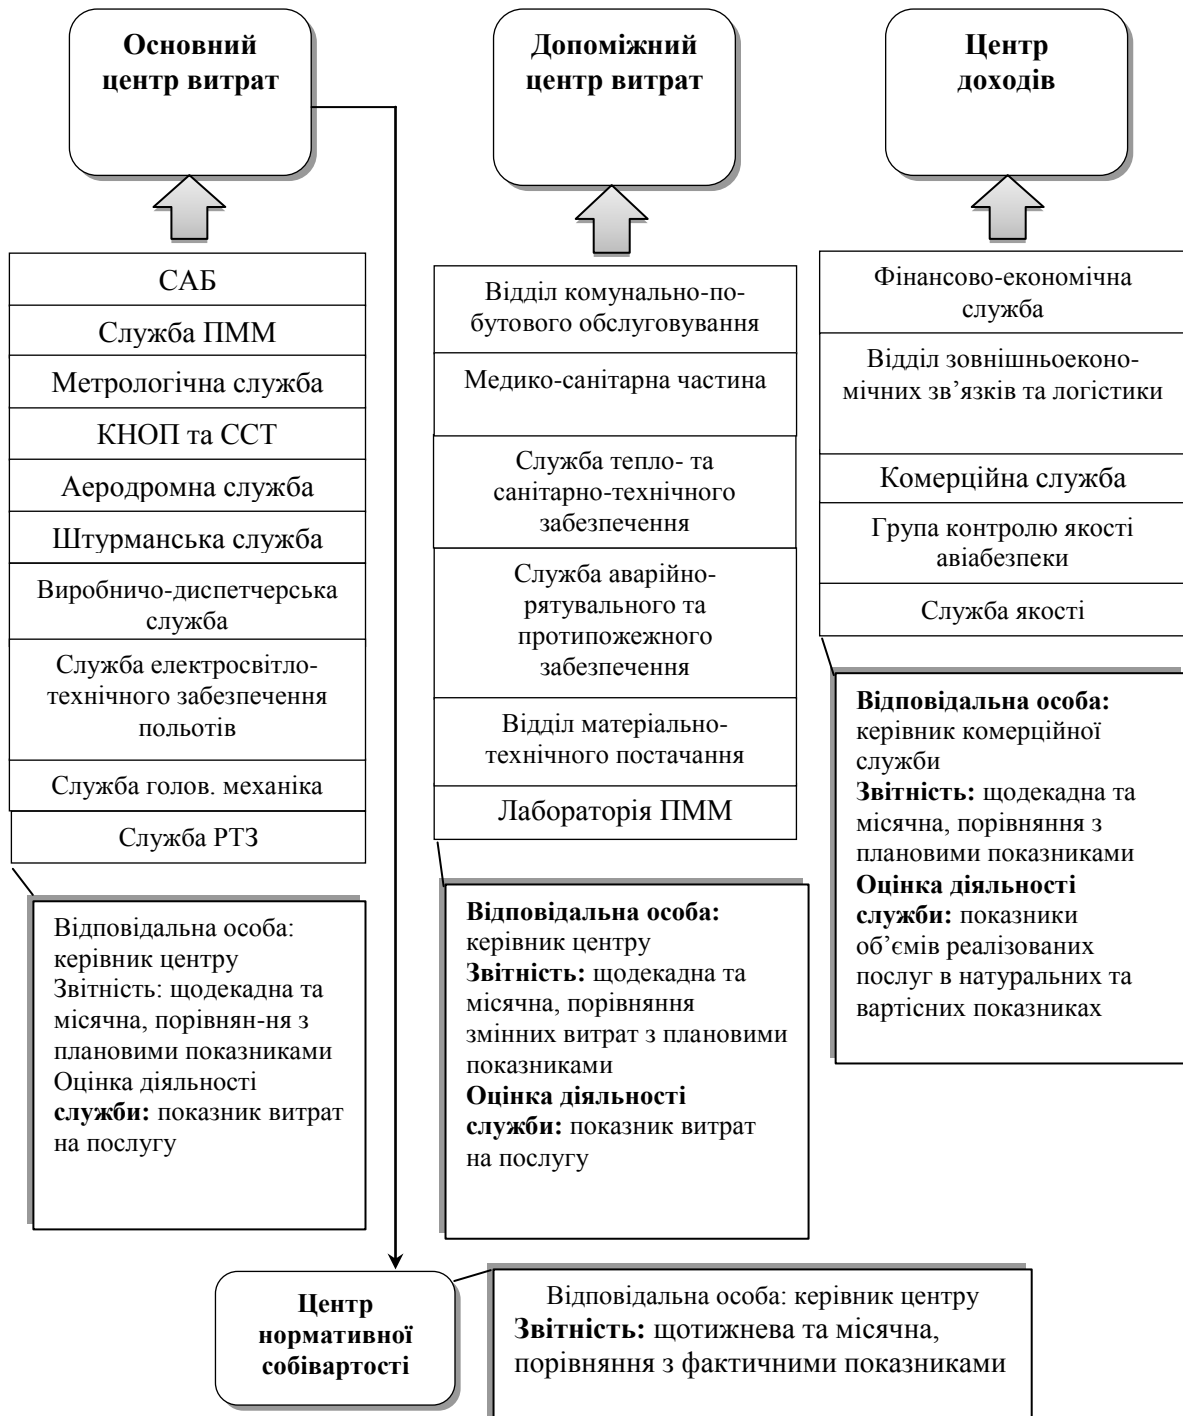 Основний
центр витрат
САБ
Служба ПММ
Метрологічна служба
КНОП та ССТ
Аеродромна служба
Штурманська служба
Виробничо-диспетчерська
служба
Служба електросвітло-
технічного забезпечення
польотів
Служба голов. механіка
Служба РТЗ
Відповідальна особа:
керівник центру
Звітність: щодекадна та
місячна, порівнян-ня з
плановими показниками
Оцінка діяльності
служби: показник витрат
на послугу
Допоміжний
центр витрат
Відділ комунально-по-
бутового обслуговування
Медико-санітарна частина
Служба тепло- та
санітарно-технічного
забезпечення
Служба аварійно-
рятувального та
протипожежного
забезпечення
Відділ матеріально-
технічного постачання
Лабораторія ПММ
Відповідальна особа:
керівник центру
Звітність: щодекадна та
місячна, порівняння
змінних витрат з плановими
показниками
Оцінка діяльності
служби: показник витрат
на послугу
Центр
доходів
Фінансово-економічна
служба
Відділ зовнішньоеконо-
мічних зв’язків та логістики
Комерційна служба
Група контролю якості
авіабезпеки
Служба якості
Відповідальна особа:
керівник комерційної
служби
Звітність: щодекадна та
місячна, порівняння з
плановими показниками
Оцінка діяльності
служби: показники
об’ємів реалізованих
послуг в натуральних та
вартісних показниках
Центр
нормативної
собівартості
Відповідальна особа: керівник центру
Звітність: щотижнева та місячна,
порівняння з фактичними показниками